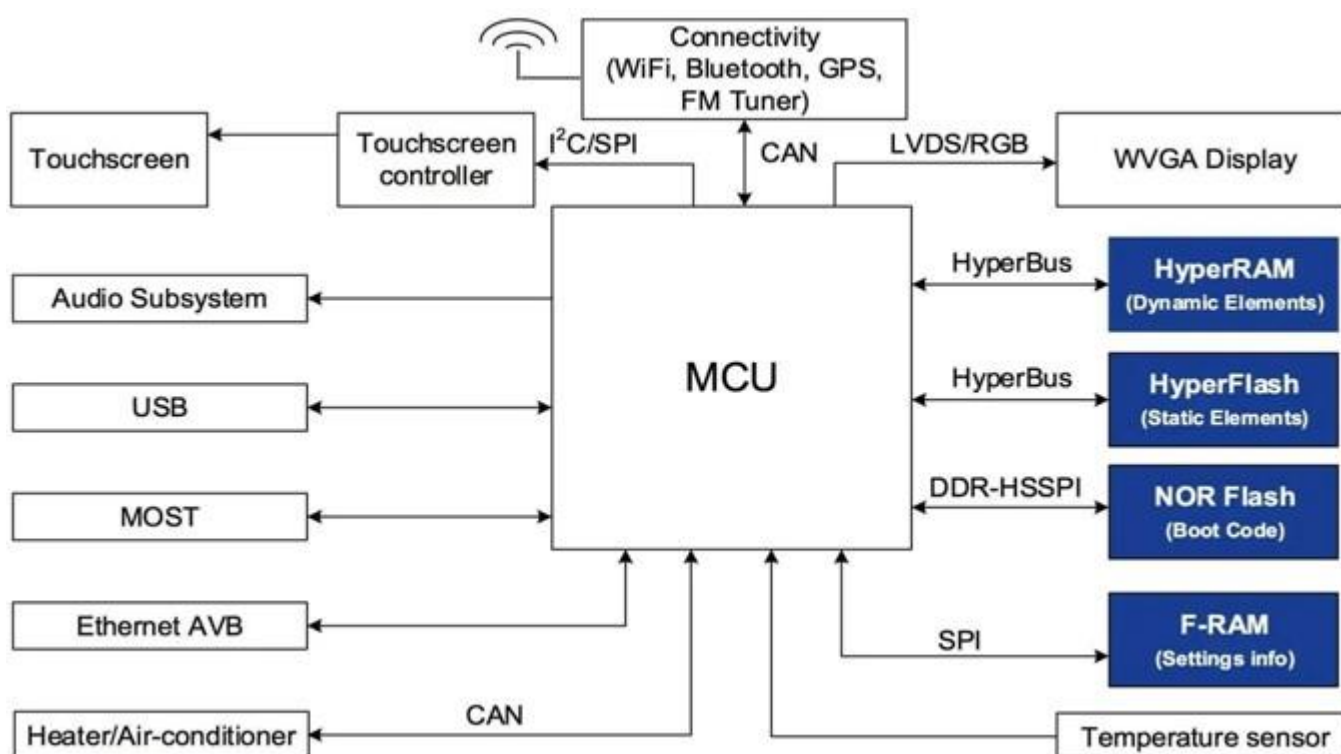 Connectivity
(WiFi, Bluetooth, GPS,
FM Tuner)
Touchscreen
Touchscreen
controller
I²C/SPI
CAN
LVDS/RGB
WVGA Display
Audio Subsystem
USB
MOST
Ethernet AVB
Heater/Air-conditioner
CAN
MCU
HyperBus
HyperRAM
(Dynamic Elements)
HyperBus
HyperFlash
(Static Elements)
DDR-HSSPI
NOR Flash
(Boot Code)
SPI
F-RAM
(Settings info)
Temperature sensor